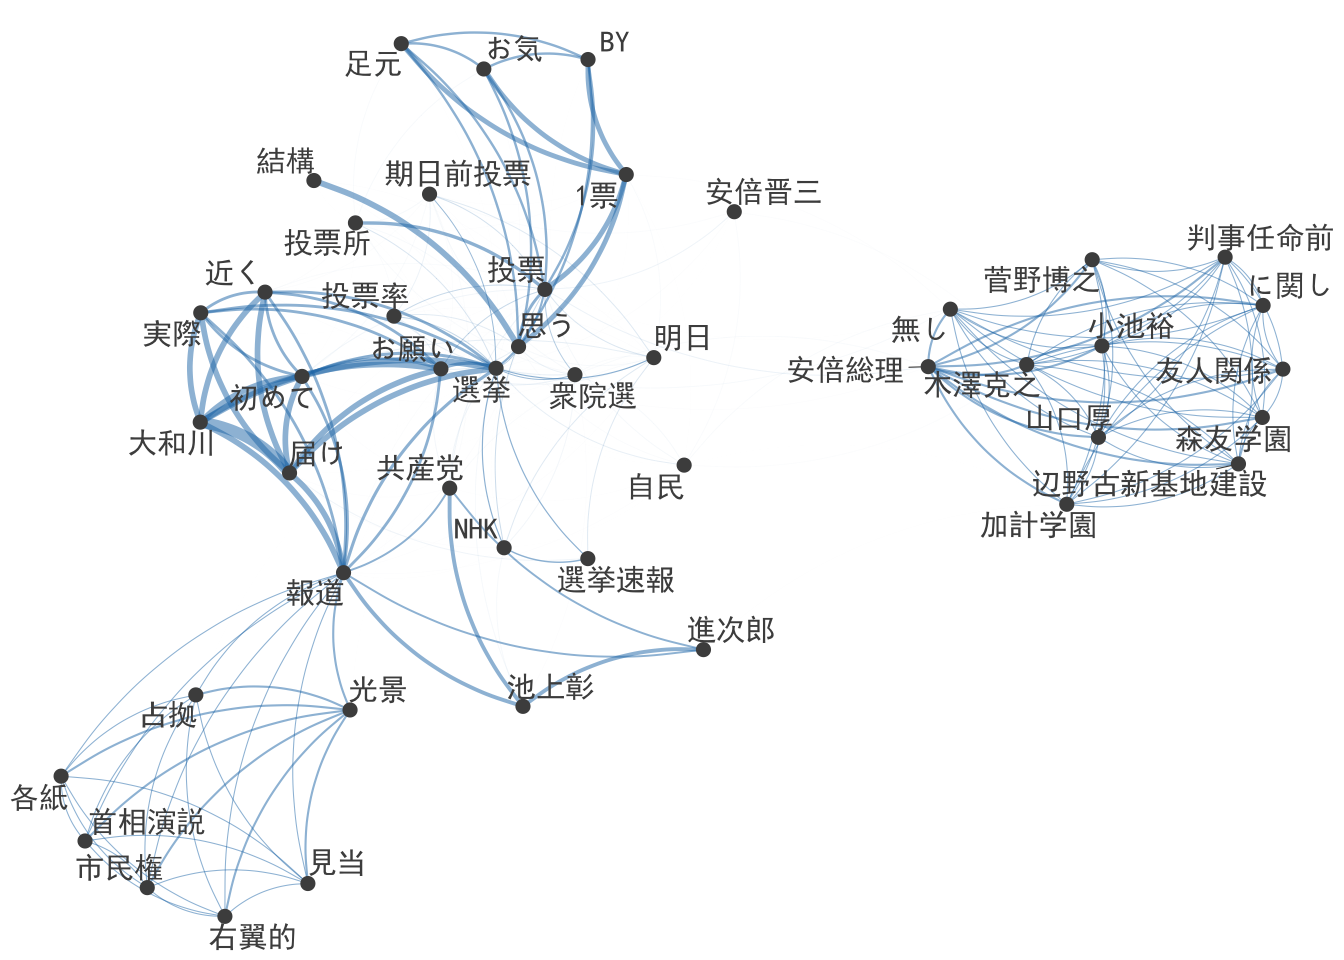 足元
お気
BY
結構
期日前投票
1票
安倍晋三
投票所
判事任命前
近く
投票
菅野博之
に関し
投票率
実際
思う
小池裕
無し
お願い
明日
安倍総理
友人関係
初めて
選挙
衆院選
木澤克之
山口厚
大和川
届け
森友学園
共産党
自民
辺野古新基地建設
NHK
加計学園
選挙速報
報道
進次郎
光景
池上彰
占拠
各紙
首相演説
市民権
見当
右翼的